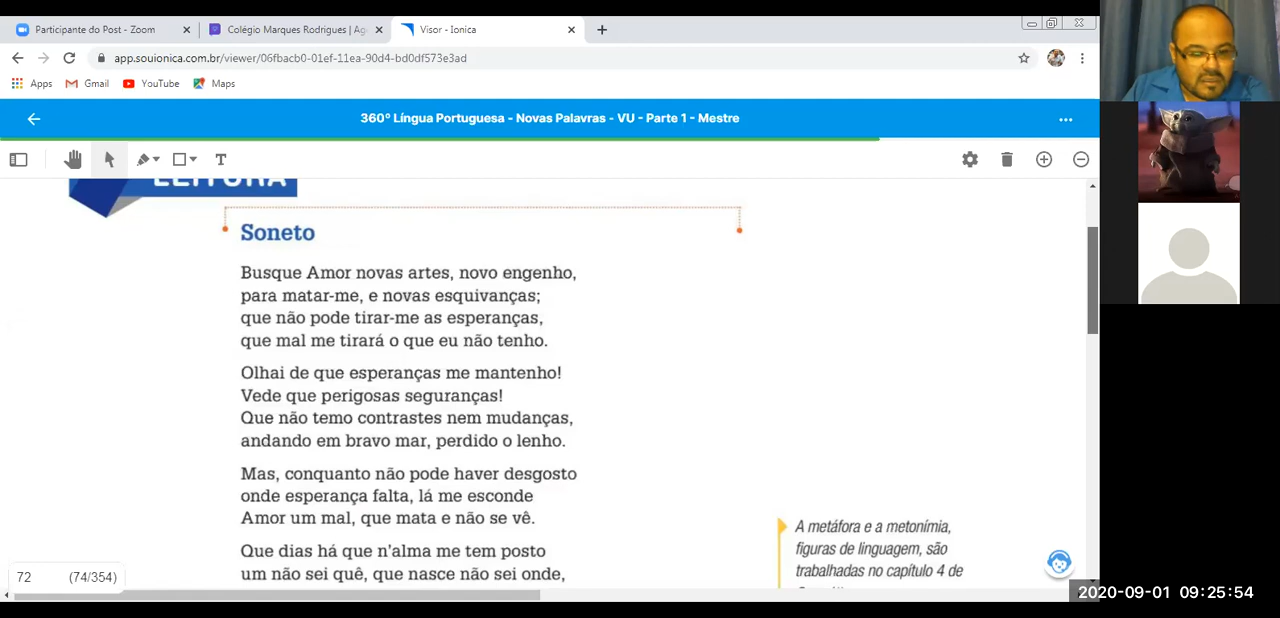 Participante do Post - Zoom
Colégio Marques Rodrigues | Ag
Visor - Ionica
app.souionica.com.br/viewer/06fbacb0-01ef-11ea-90d4-bd0df573e3ad
Apps Gmail YouTube Maps
360º Língua Portuguesa - Novas Palavras - VU - Parte 1 - Mestre
T
LEITURA
Soneto
Busque Amor novas artes, novo engenho,
para matar-me, e novas esquivanças;
que não pode tirar-me as esperanças,
que mal me tirará o que eu não tenho.
Olhai de que esperanças me mantenho!
Vede que perigosas seguranças!
Que não temo contrastes nem mudanças,
andando em bravo mar, perdido o lenho.
Mas, conquanto não pode haver desgosto
onde esperança falta, lá me esconde
Amor um mal, que mata e não se vê.
Que dias há que n'alma me tem posto
um não sei quê, que nasce não sei onde,
A metáfora e a metonímia,
figuras de linguagem, são
trabalhadas no capítulo 4 de
72 (74/354)
2020-09-01 09:25:54